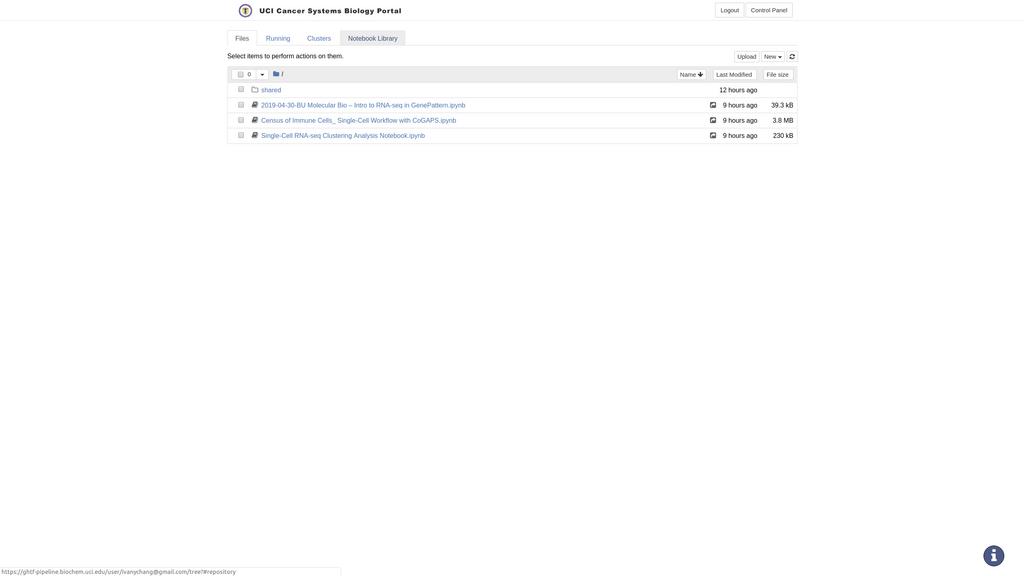 UCI Cancer Systems Biology Portal
Logout Control Panel
Files Running Clusters Notebook Library
Select items to perform actions on them.
Upload New
0 / Name Last Modified File size
shared 12 hours ago
2019-04-30-BU Molecular Bio – Intro to RNA-seq in GenePattern.ipynb 9 hours ago 39.3 kB
Census of Immune Cells_ Single-Cell Workflow with CoGAPS.ipynb 9 hours ago 3.8 MB
Single-Cell RNA-seq Clustering Analysis Notebook.ipynb 9 hours ago 230 kB
https://ghtf-pipeline.biochem.uci.edu/user/ivanychang@gmail.com/tree?#repository